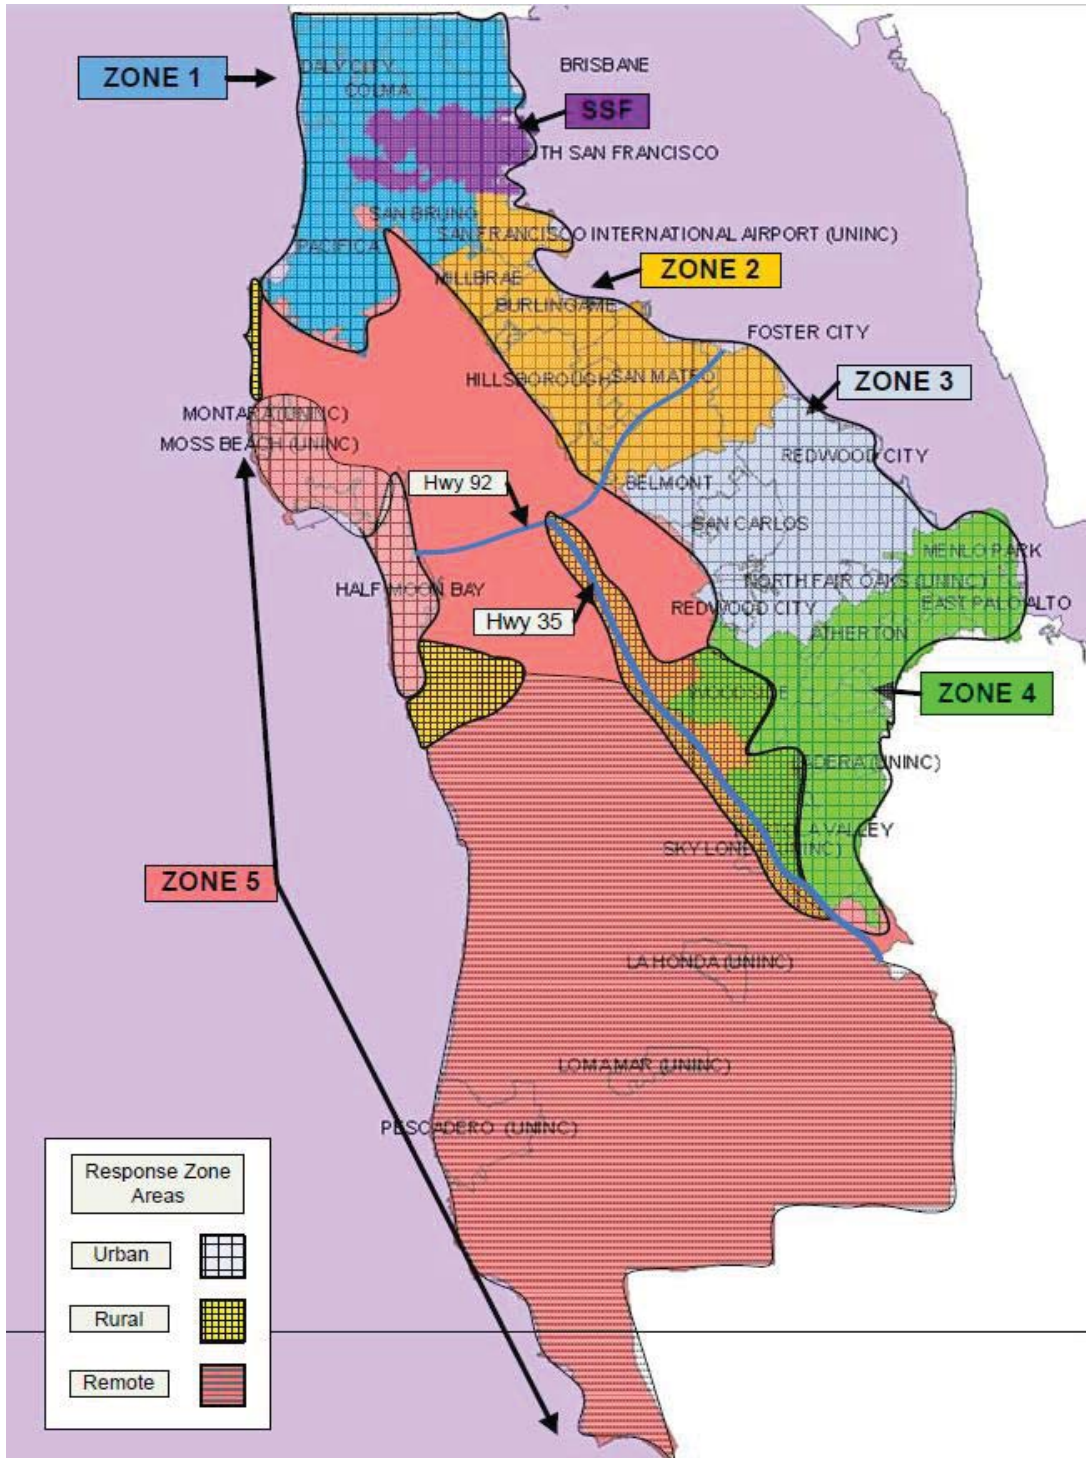 ZONE 1
DALY CITY
COLMA
BRISBANE
SSF
SOUTH SAN FRANCISCO
SAN BRUNO
PACIFICA
SAN FRANCISCO INTERNATIONAL AIRPORT (UNINC)
ZONE 2
MILLBRAE
BURLINGAME
FOSTER CITY
HILLSBOROUGH
SAN MATEO
ZONE 3
MONTARA (UNINC)
MOSS BEACH (UNINC)
REDWOOD CITY
Hwy 92
BELMONT
SAN CARLOS
MENLO PARK
HALF MOON BAY
NORTH FAIR OAKS (UNINC)
Hwy 35
REDWOOD CITY
EAST PALO ALTO
ATHERTON
WOODSIDE
ZONE 4
LADERIA (UNINC)
VALLEY
ZONE 5
LA HONDA (UNINC)
LOMAMAR (UNINC)
PESCADERO (UNINC)
Response Zone
Areas
Urban
Rural
Remote